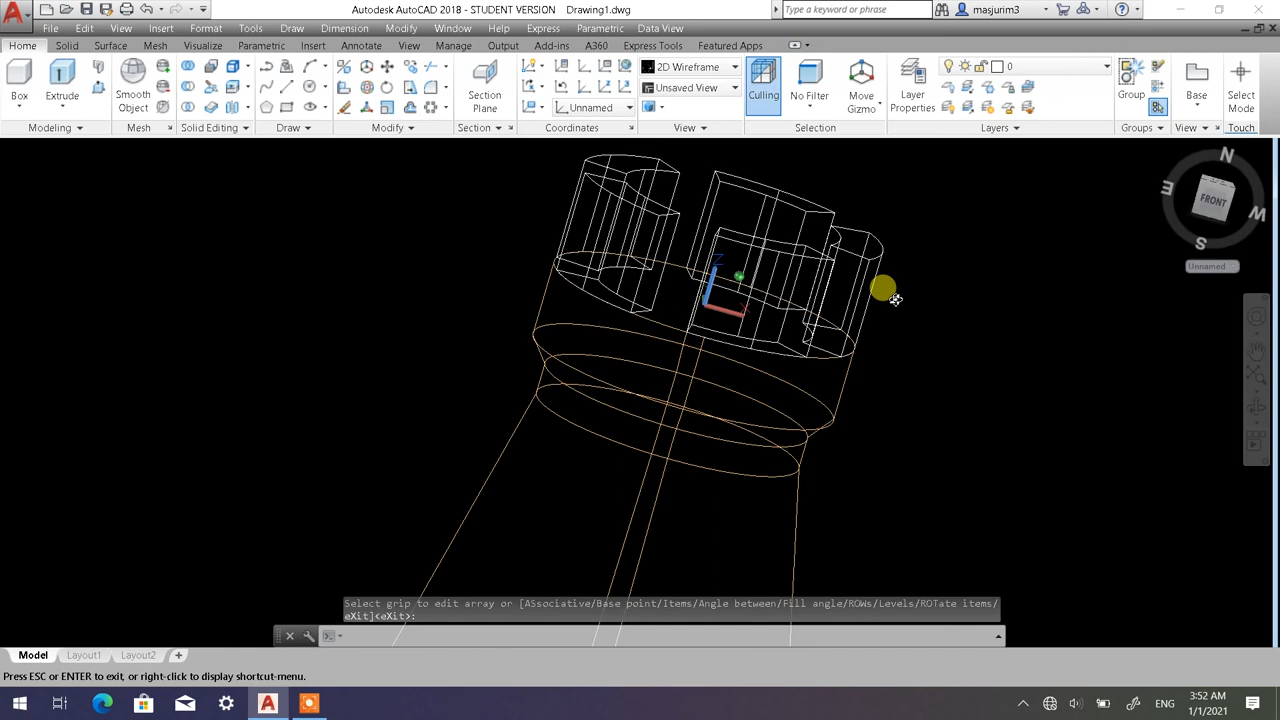 Autodesk AutoCAD 2018 - STUDENT VERSION Drawing1.dwg
Type a keyword or phrase
masjurim3
File Edit View Insert Format Tools Draw Dimension Modify Window Help Express Parametric Data View
Home Solid Surface Mesh Visualize Parametric Insert Annotate View Manage Output Add-ins A360 Express Tools Featured Apps
2D Wireframe
0
Unsaved View
Box Extrude Smooth Object Section Plane Unnamed Culling No Filter Move Gizmo Layer Properties Group Base Select Mode
Modeling Mesh Solid Editing Draw Modify Section Coordinates View Selection Layers Groups View Touch
N
E
FRONT
W
S
Unnamed
Z
X
Select grip to edit array or [ASsociative/Base point/Items/Angle between/Fill angle/ROWs/Levels/ROTate items/
eXit]<eXit>:
Model Layout1 Layout2
Press ESC or ENTER to exit, or right-click to display shortcut-menu.
ENG
3:52 AM
1/1/2021